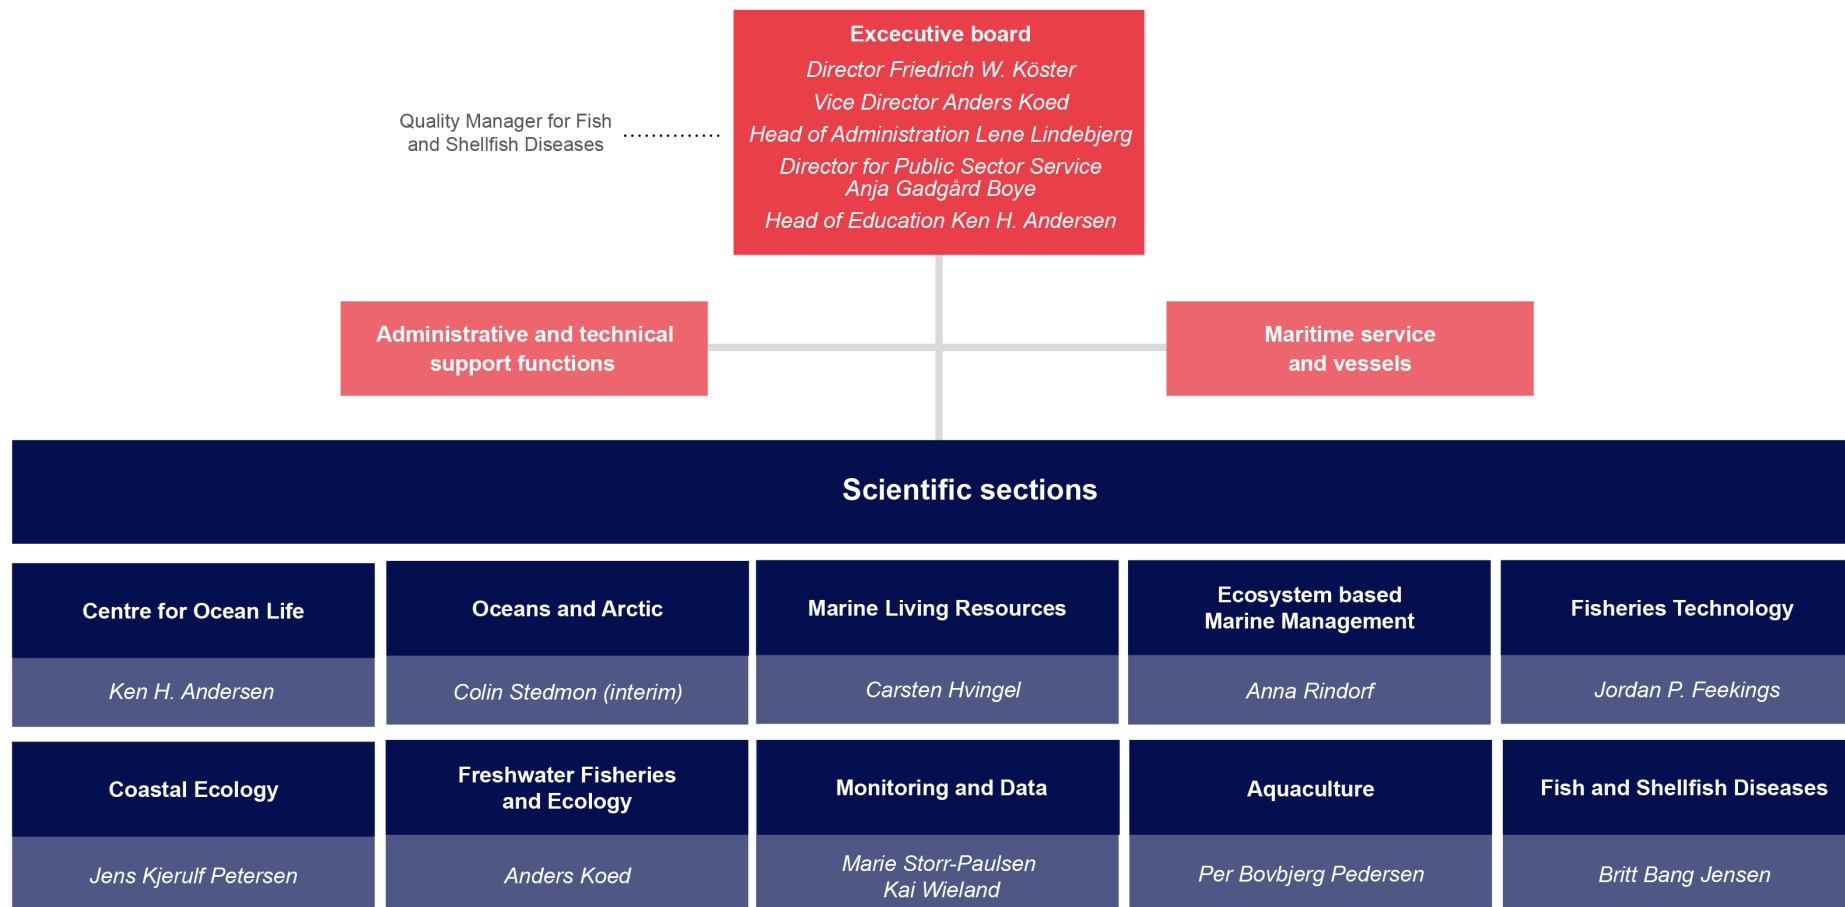 Excecutive board
Director Friedrich W. Köster
Vice Director Anders Koed
Head of Administration Lene Lindebjerg
Director for Public Sector Service
Anja Gadgård Boye
Head of Education Ken H. Andersen
Quality Manager for Fish
and Shellfish Diseases
Administrative and technical
support functions
Maritime service
and vessels
Scientific sections
Centre for Ocean Life
Ken H. Andersen
Oceans and Arctic
Colin Stedmon (interim)
Marine Living Resources
Carsten Hvingel
Ecosystem based
Marine Management
Anna Rindorf
Fisheries Technology
Jordan P. Feekings
Coastal Ecology
Jens Kjerulf Petersen
Freshwater Fisheries
and Ecology
Anders Koed
Monitoring and Data
Marie Storr-Paulsen
Kai Wieland
Aquaculture
Per Bovbjerg Pedersen
Fish and Shellfish Diseases
Britt Bang Jensen